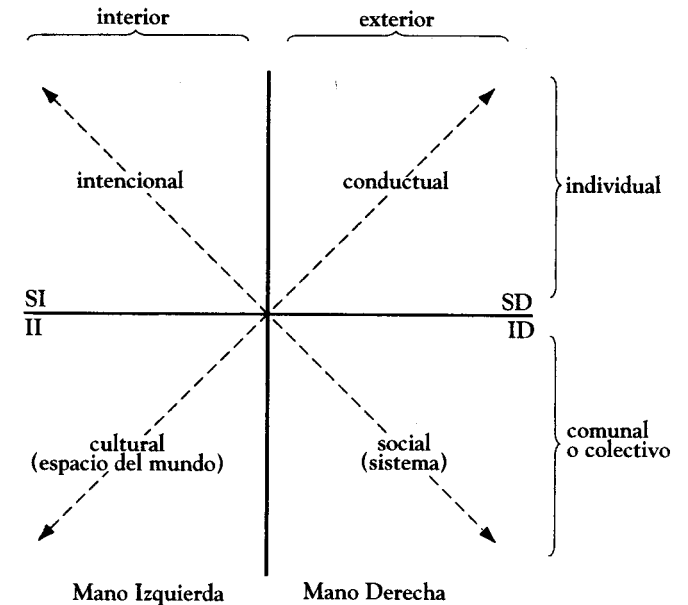 interior
exterior
intencional
conductual
individual
SI
SD
II
ID
cultural
(espacio del mundo)
social
(sistema)
comunal
o colectivo
Mano Izquierda
Mano Derecha